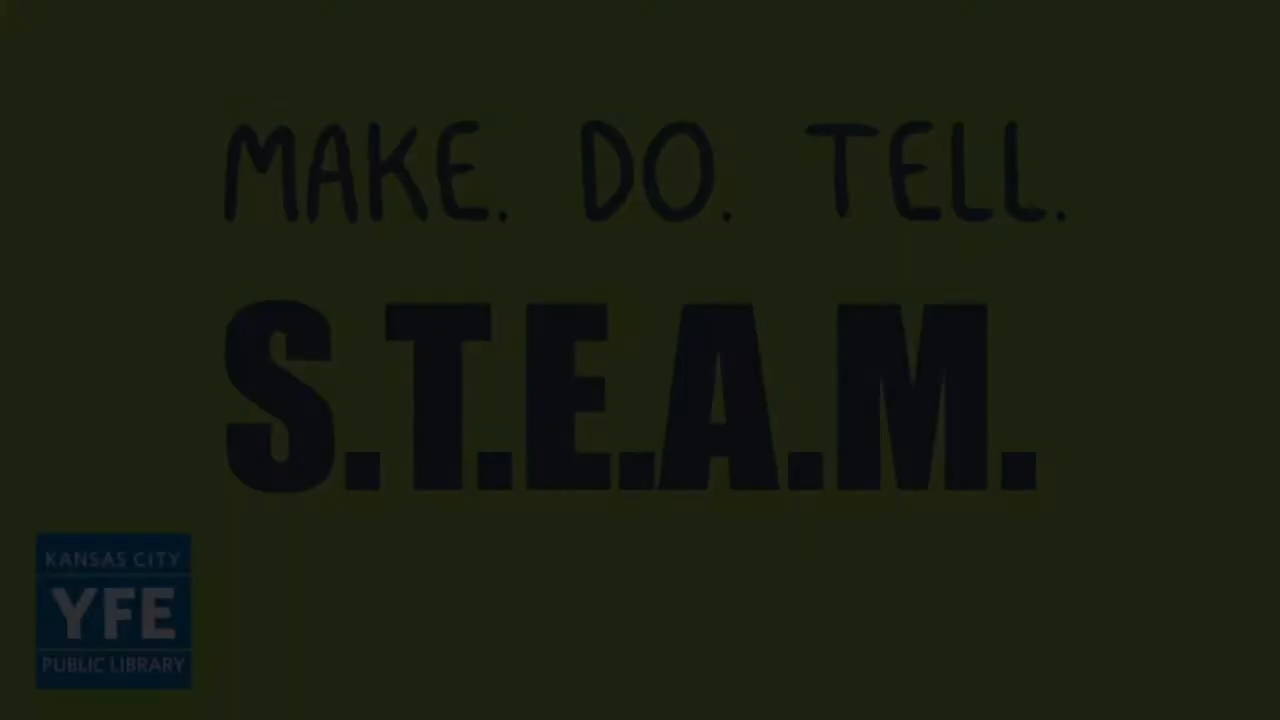 MAKE. DO. TELL.
S.T.E.A.M.
KANSAS CITY
YFE
PUBLIC LIBRARY